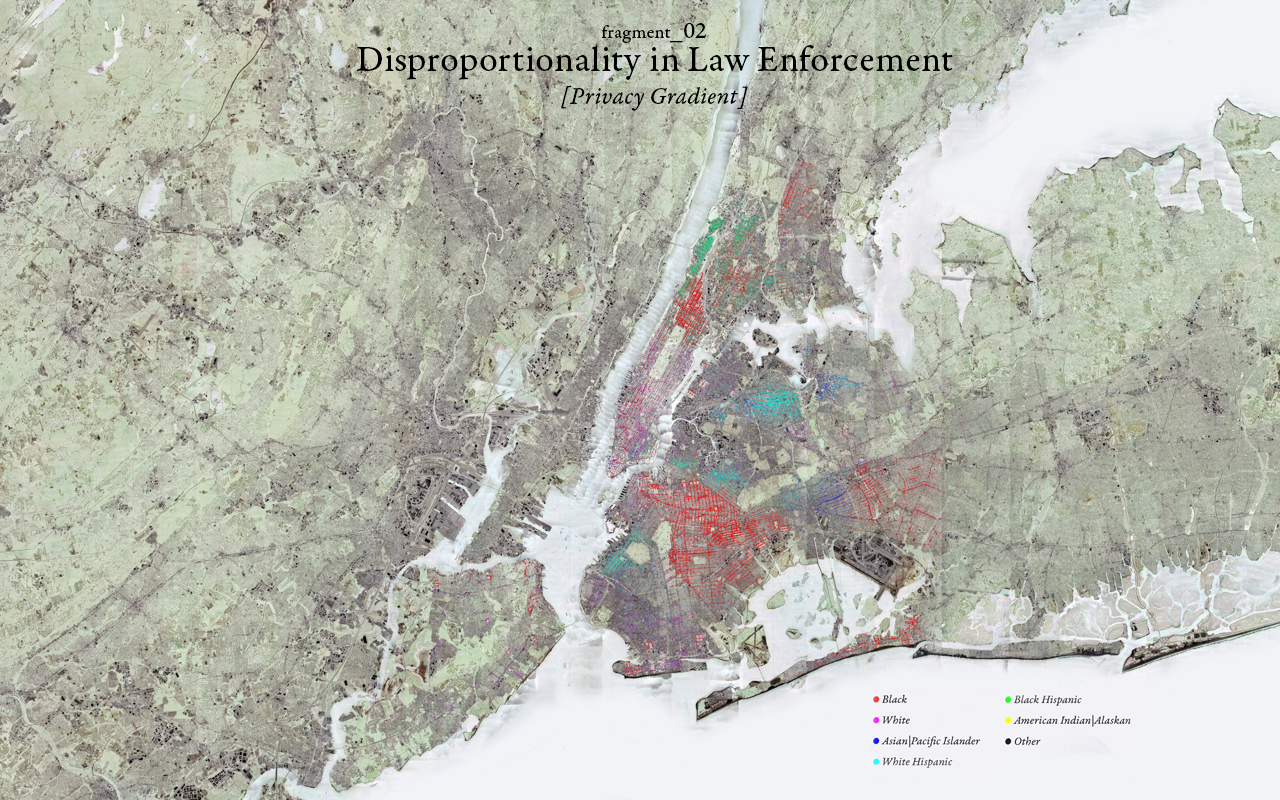 fragment_02
Disproportionality in Law Enforcement
[Privacy Gradient]
Black
White
Asian|Pacific Islander
White Hispanic
Black Hispanic
American Indian|Alaskan
Other